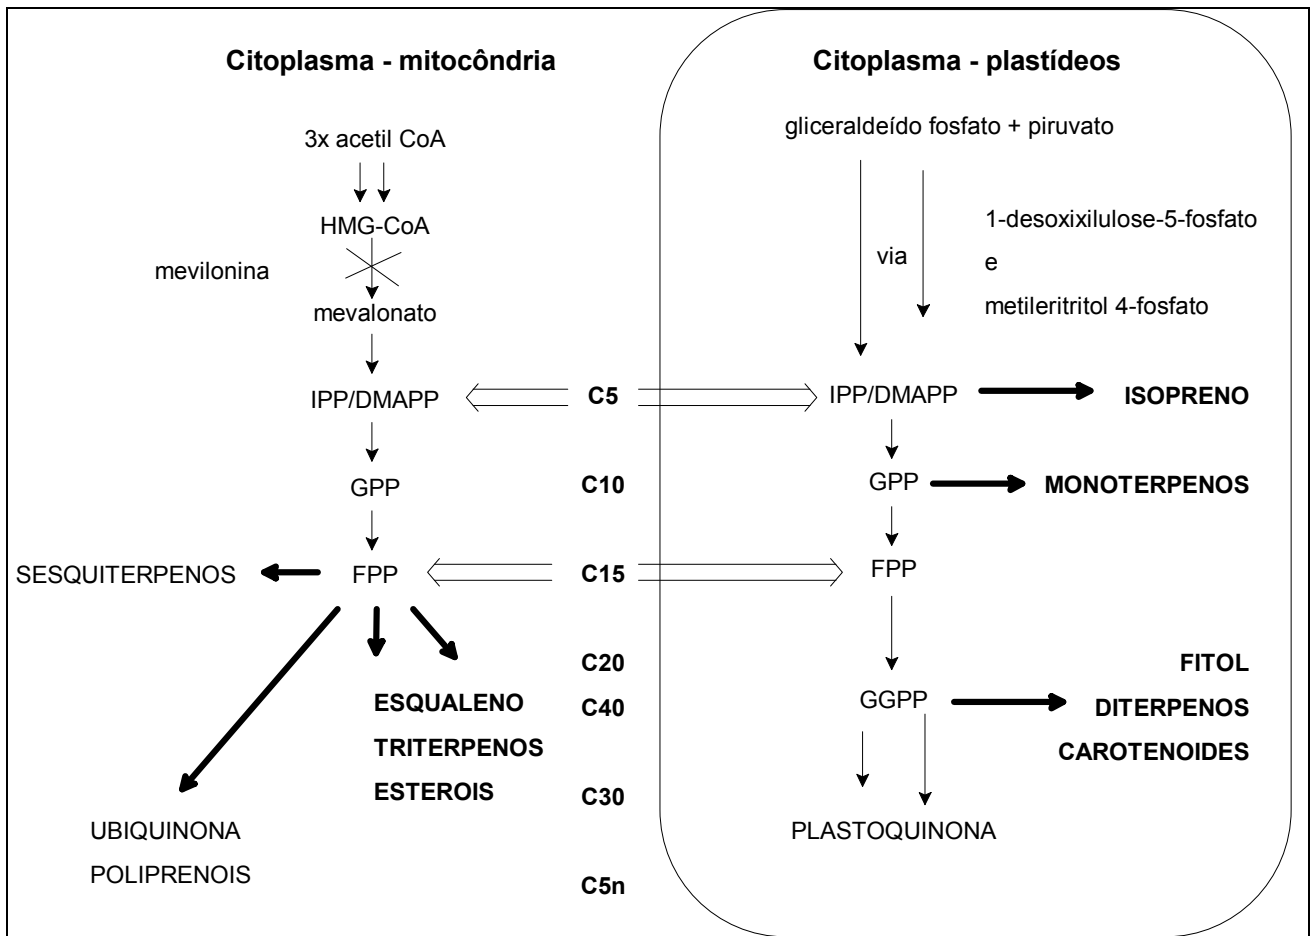 Citoplasma - mitocôndria
3x acetil CoA
HMG-CoA
mevilonina
mevalonato
IPP/DMAPP
GPP
SESQUITERPENOS
FPP
ESQUALENO
TRITERPENOS
ESTEROIS
UBIQUINONA
POLIPRENOIS
C5
C10
C15
C20
C40
C30
C5n
Citoplasma - plastídeos
gliceraldeído fosfato + piruvato
via
1-desoxixilulose-5-fosfato
e
metileritritol 4-fosfato
IPP/DMAPP
ISOPRENO
GPP
MONOTERPENOS
FPP
GGPP
FITOL
DITERPENOS
CAROTENOIDES
PLASTOQUINONA